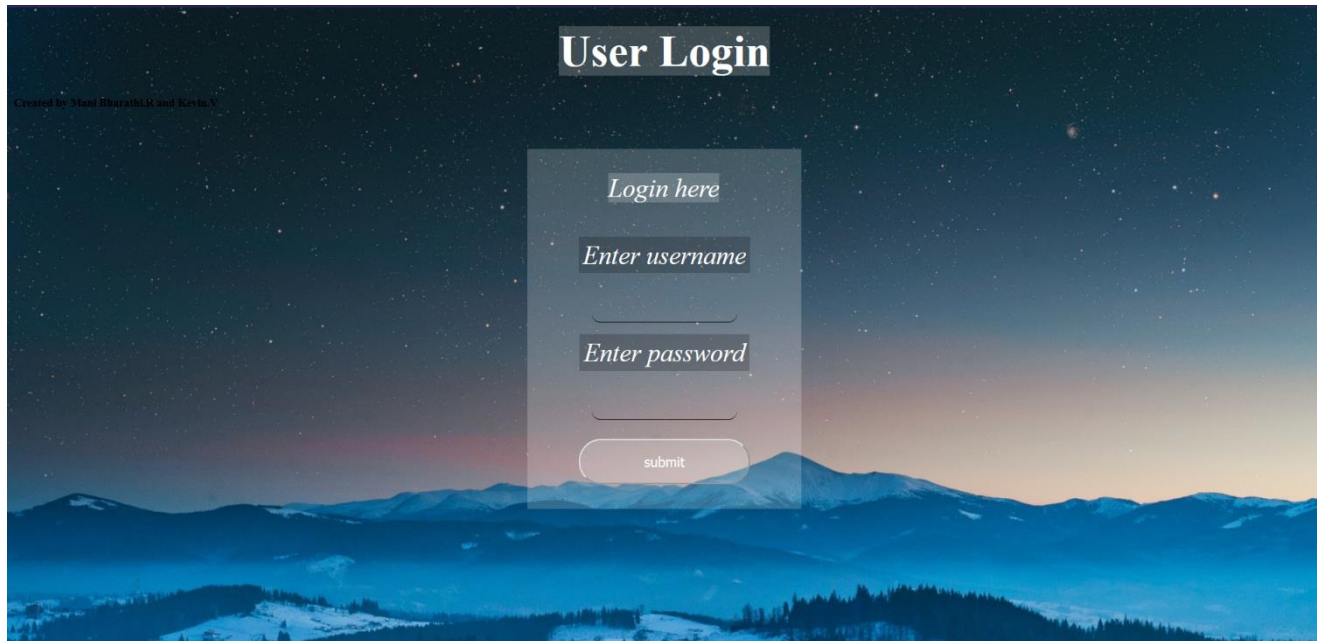 User Login
Created by Mani Bharathi.R and Kevin.V
Login here
Enter username
Enter password
submit